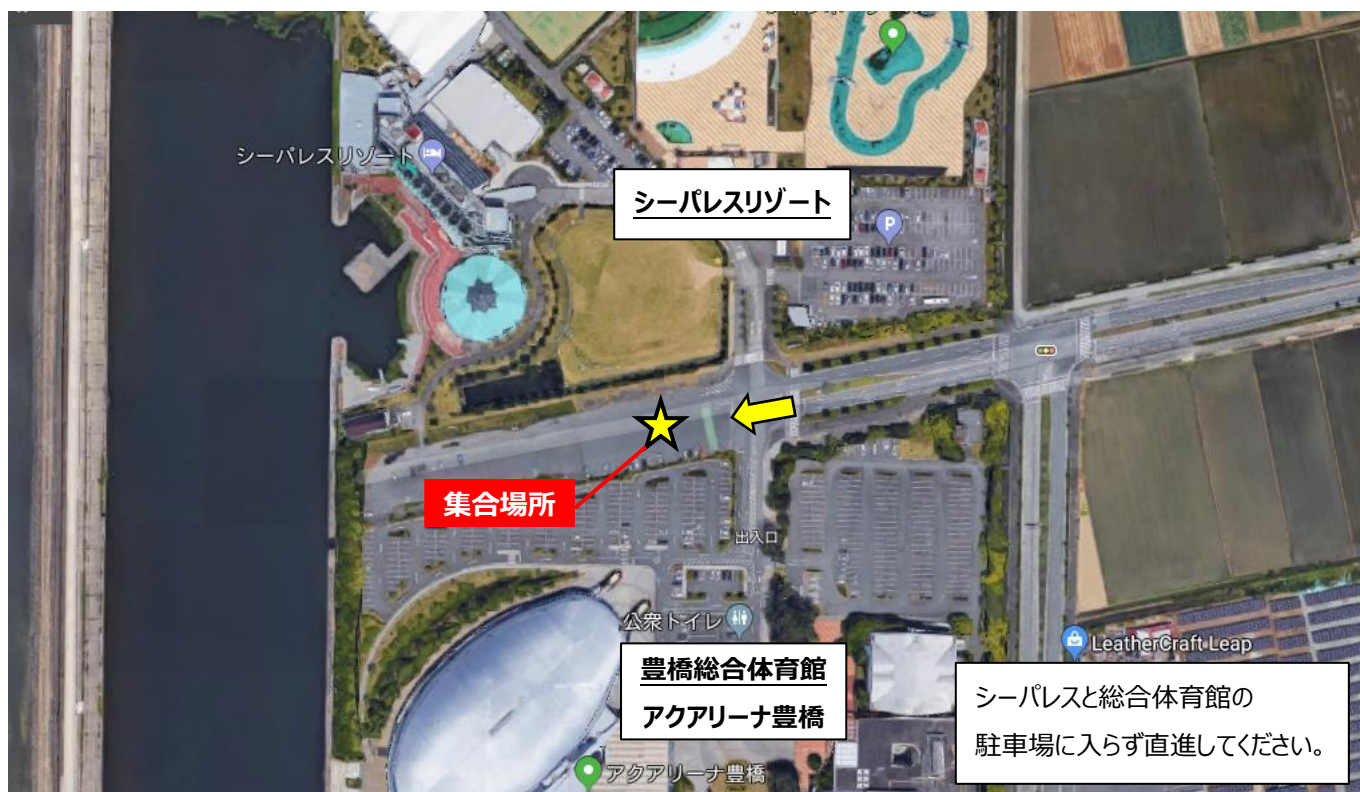 シーパレスリゾート
シーパレスリゾート
P
集合場所
出入口
公衆トイレ
豊橋総合体育館
アクアリーナ豊橋
LeatherCraft Leap
シーパレスと総合体育館の
駐車場に入らず直進してください。
アクアリーナ豊橋